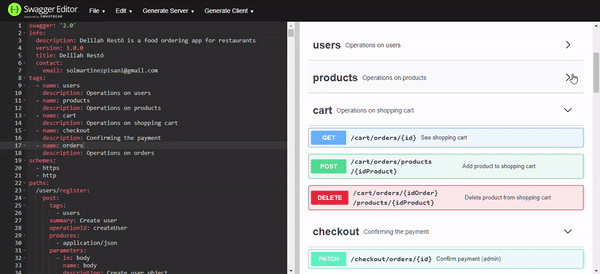 Swagger Editor.
Supported by SMARTBEAR
File
Edit
Generate Server
Generate Client
1 swagger: '2.0'
2 info:
3 description: Delilah Restó is a food ordering app for restaurants
4 version: 1.0.0
5 title: Delilah Restó
6 contact:
7 email: solmartinezpisani@gmail.com
8 tags:
9 - name: users
10 description: Operations on users
11 - name: products
12 description: Operations on products
13 - name: cart
14 description: Operations on shopping cart
15 - name: checkout
16 description: Confirming the payment
17 - name: orders
18 description: Operations on orders
19 schemes:
20 - https
21 - http
22 paths:
23 /users/register:
24 post:
25 tags:
26 - users
27 summary: Create user
28 operationId: createUser
29 produces:
30 - application/json
31 parameters:
32 - in: body
33 name: body
34 description: Create user object
users Operations on users
products Operations on products
cart Operations on shopping cart
GET /cart/orders/{id} See shopping cart
POST /cart/orders/products
/{idProduct} Add product to shopping cart
DELETE /cart/orders/{idOrder}
/products/{idProduct} Delete product from shopping cart
checkout Confirming the payment
PATCH /checkout/orders/{id} Confirm payment (admin)